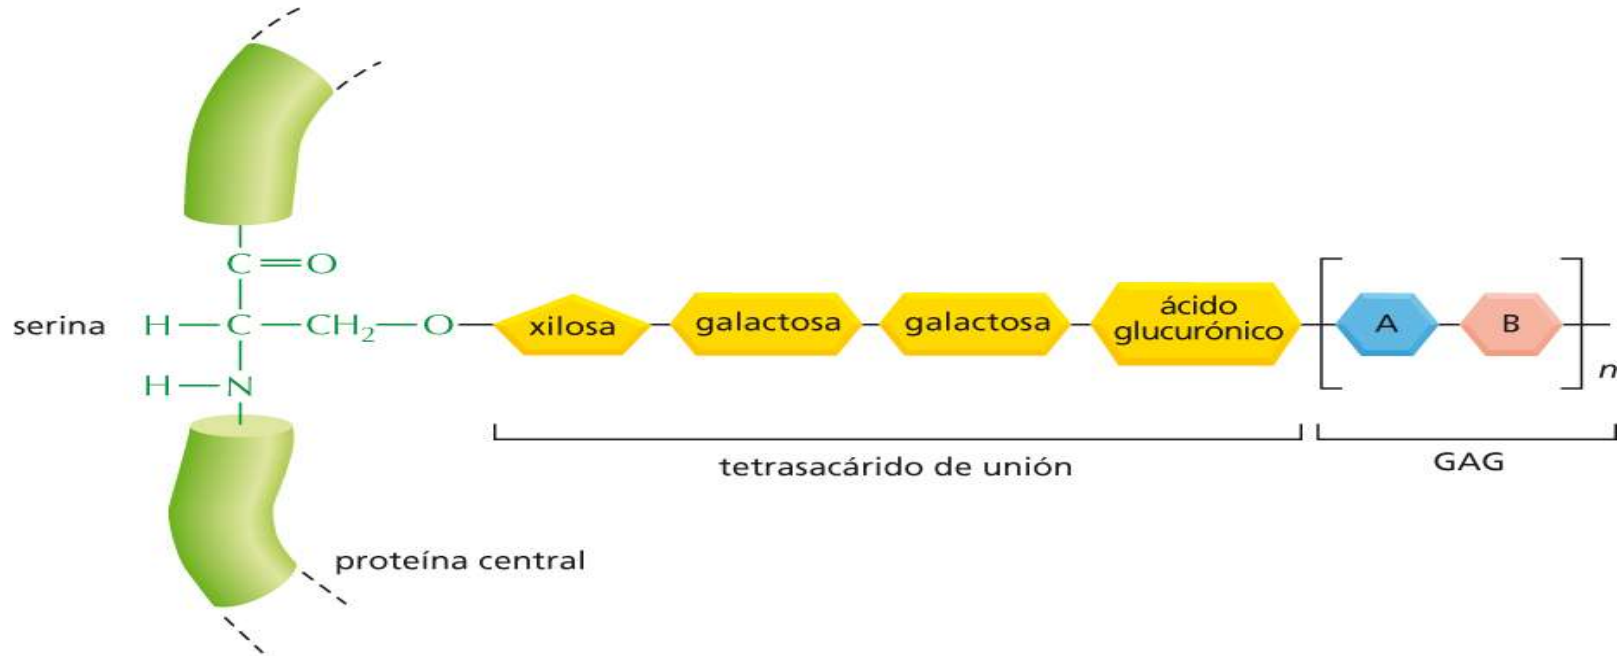 C=O
serina
H—C—CH₂—O
xilosa
galactosa
galactosa
ácido
glucurónico
A
B
n
H—N
tetrasacárido de unión
GAG
proteína central